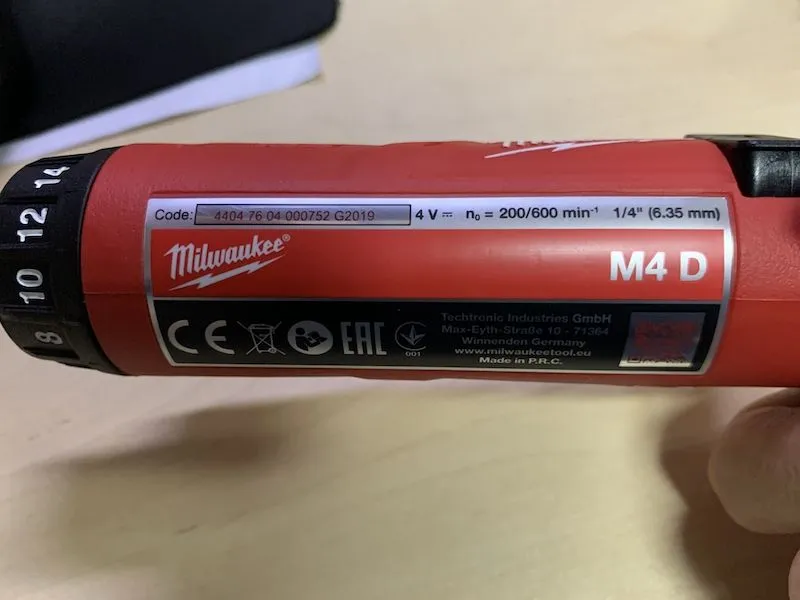 14
12
10
8
Code: 4404 76 04 000752 G2019 4 V ⎓ n₀ = 200/600 min⁻¹ 1/4" (6.35 mm)
Milwaukee®
M4 D
CE
EAC
001
Techtronic Industries GmbH
Max-Eyth-Straße 10 - 71364
Winnenden Germany
www.milwaukeetool.eu
Made in P.R.C.